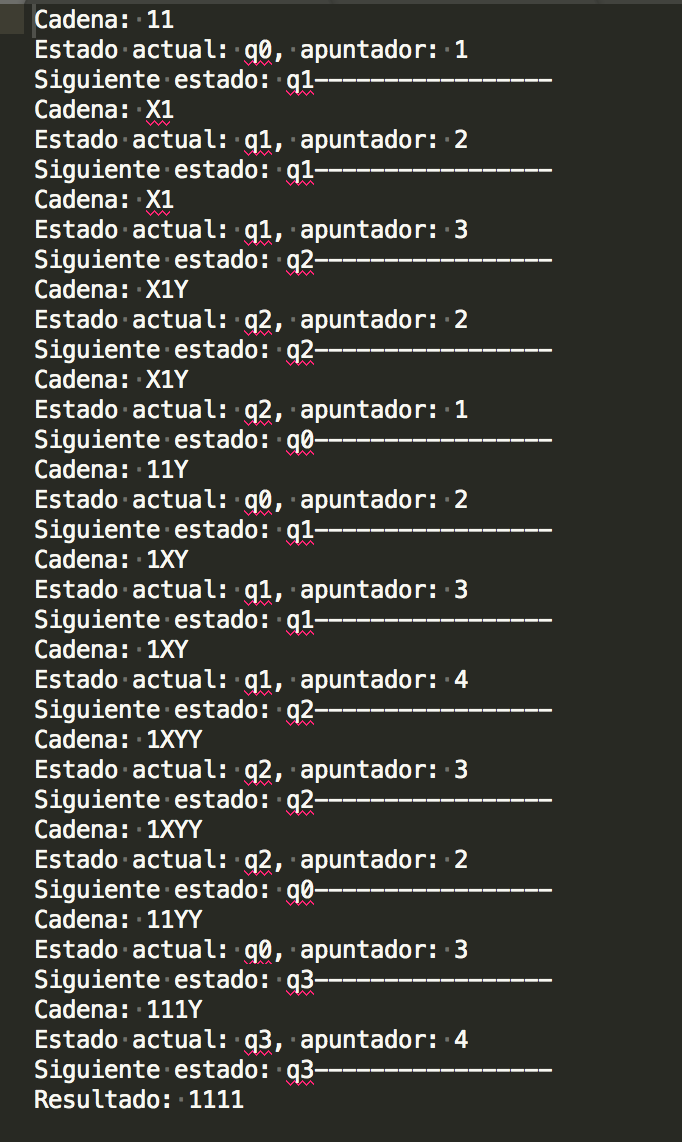 Cadena: 11
Estado actual: q0, apuntador: 1
Siguiente estado: q1-----------------
Cadena: X1
Estado actual: q1, apuntador: 2
Siguiente estado: q1-----------------
Cadena: X1
Estado actual: q1, apuntador: 3
Siguiente estado: q2-----------------
Cadena: X1Y
Estado actual: q2, apuntador: 2
Siguiente estado: q2-----------------
Cadena: X1Y
Estado actual: q2, apuntador: 1
Siguiente estado: q0-----------------
Cadena: 11Y
Estado actual: q0, apuntador: 2
Siguiente estado: q1-----------------
Cadena: 1XY
Estado actual: q1, apuntador: 3
Siguiente estado: q1-----------------
Cadena: 1XY
Estado actual: q1, apuntador: 4
Siguiente estado: q2-----------------
Cadena: 1XYY
Estado actual: q2, apuntador: 3
Siguiente estado: q2-----------------
Cadena: 1XYY
Estado actual: q2, apuntador: 2
Siguiente estado: q0-----------------
Cadena: 11YY
Estado actual: q0, apuntador: 3
Siguiente estado: q3-----------------
Cadena: 111Y
Estado actual: q3, apuntador: 4
Siguiente estado: q3-----------------
Resultado: 1111